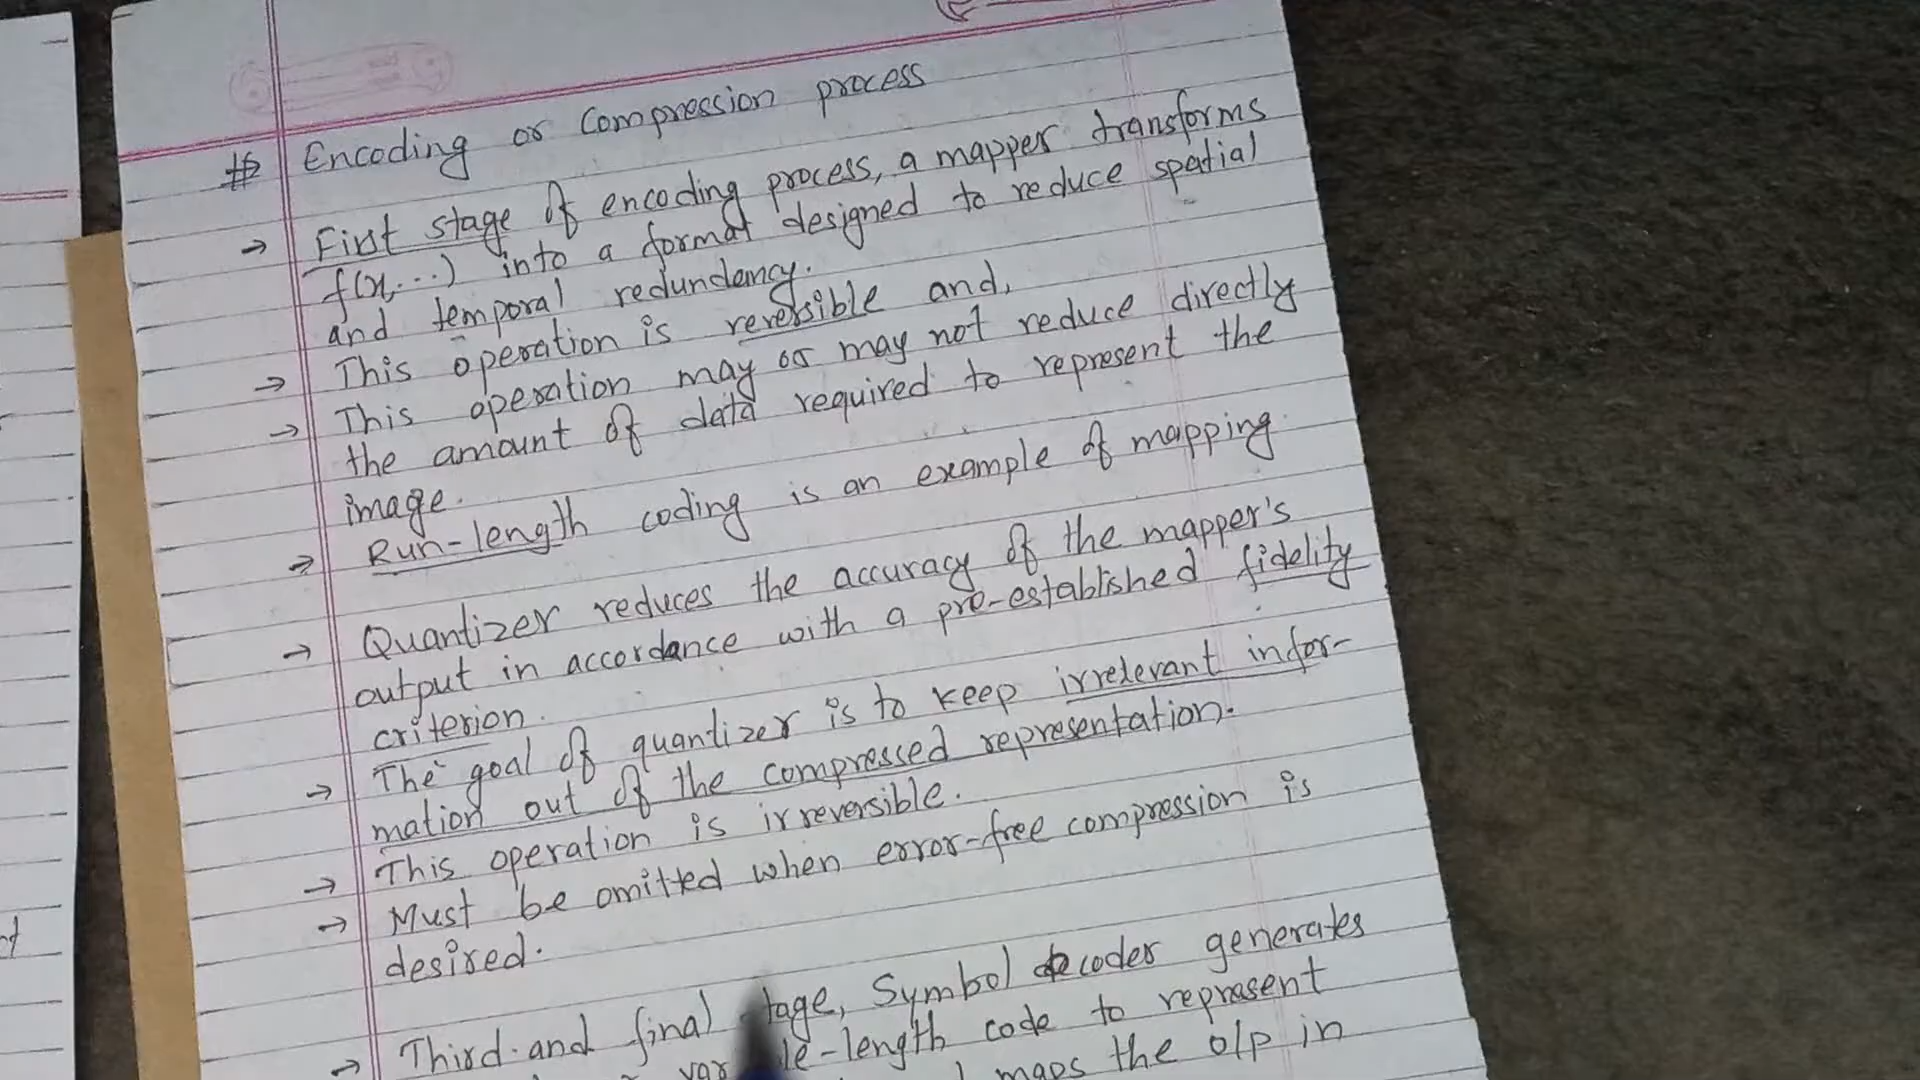 # Encoding or Compression process
→ First stage of encoding process, a mapper transforms
f(x,...) into a format designed to reduce spatial
and temporal redundancy.
→ This operation is reversible and,
→ This operation may or may not reduce directly
the amount of data required to represent the
image.
→ Run-length coding is an example of mapping
→ Quantizer reduces the accuracy of the mapper's
output in accordance with a pre-established fidelity
criterion.
→ The goal of quantizer is to keep irrelevant infor-
mation out of the compressed representation.
→ This operation is irreversible.
→ Must be omitted when error-free compression is
desired.
→ Third and final tage, Symbol coder generates
-length code to represent
maps the o/p in